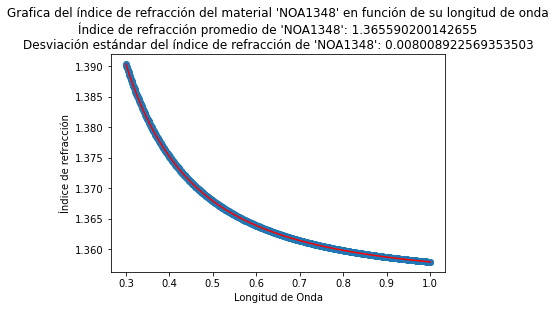 Grafica del índice de refracción del material 'NOA1348' en función de su longitud de onda
Índice de refracción promedio de 'NOA1348': 1.365590200142655
Desviación estándar del índice de refracción de 'NOA1348': 0.008008922569353503
1.390
1.385
1.380
1.375
1.370
1.365
1.360
Índice de refracción
0.3 0.4 0.5 0.6 0.7 0.8 0.9 1.0
Longitud de Onda